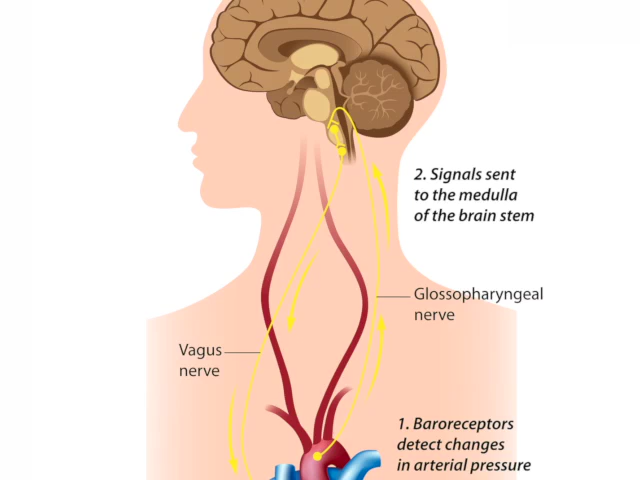 2. Signals sent
to the medulla
of the brain stem
Glossopharyngeal
nerve
Vagus
nerve
1. Baroreceptors
detect changes
in arterial pressure